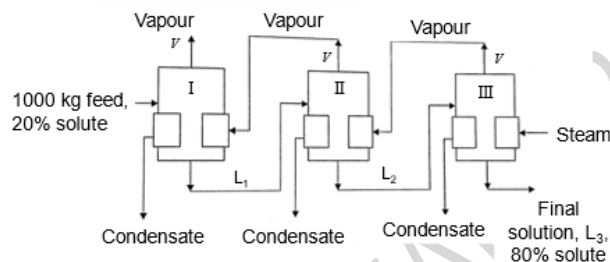 Vapour
Vapour
Vapour
V
V
V
I
II
III
1000 kg feed,
20% solute
Steam
L1
L2
Condensate
Condensate
Condensate
Final
solution, L3,
80% solute